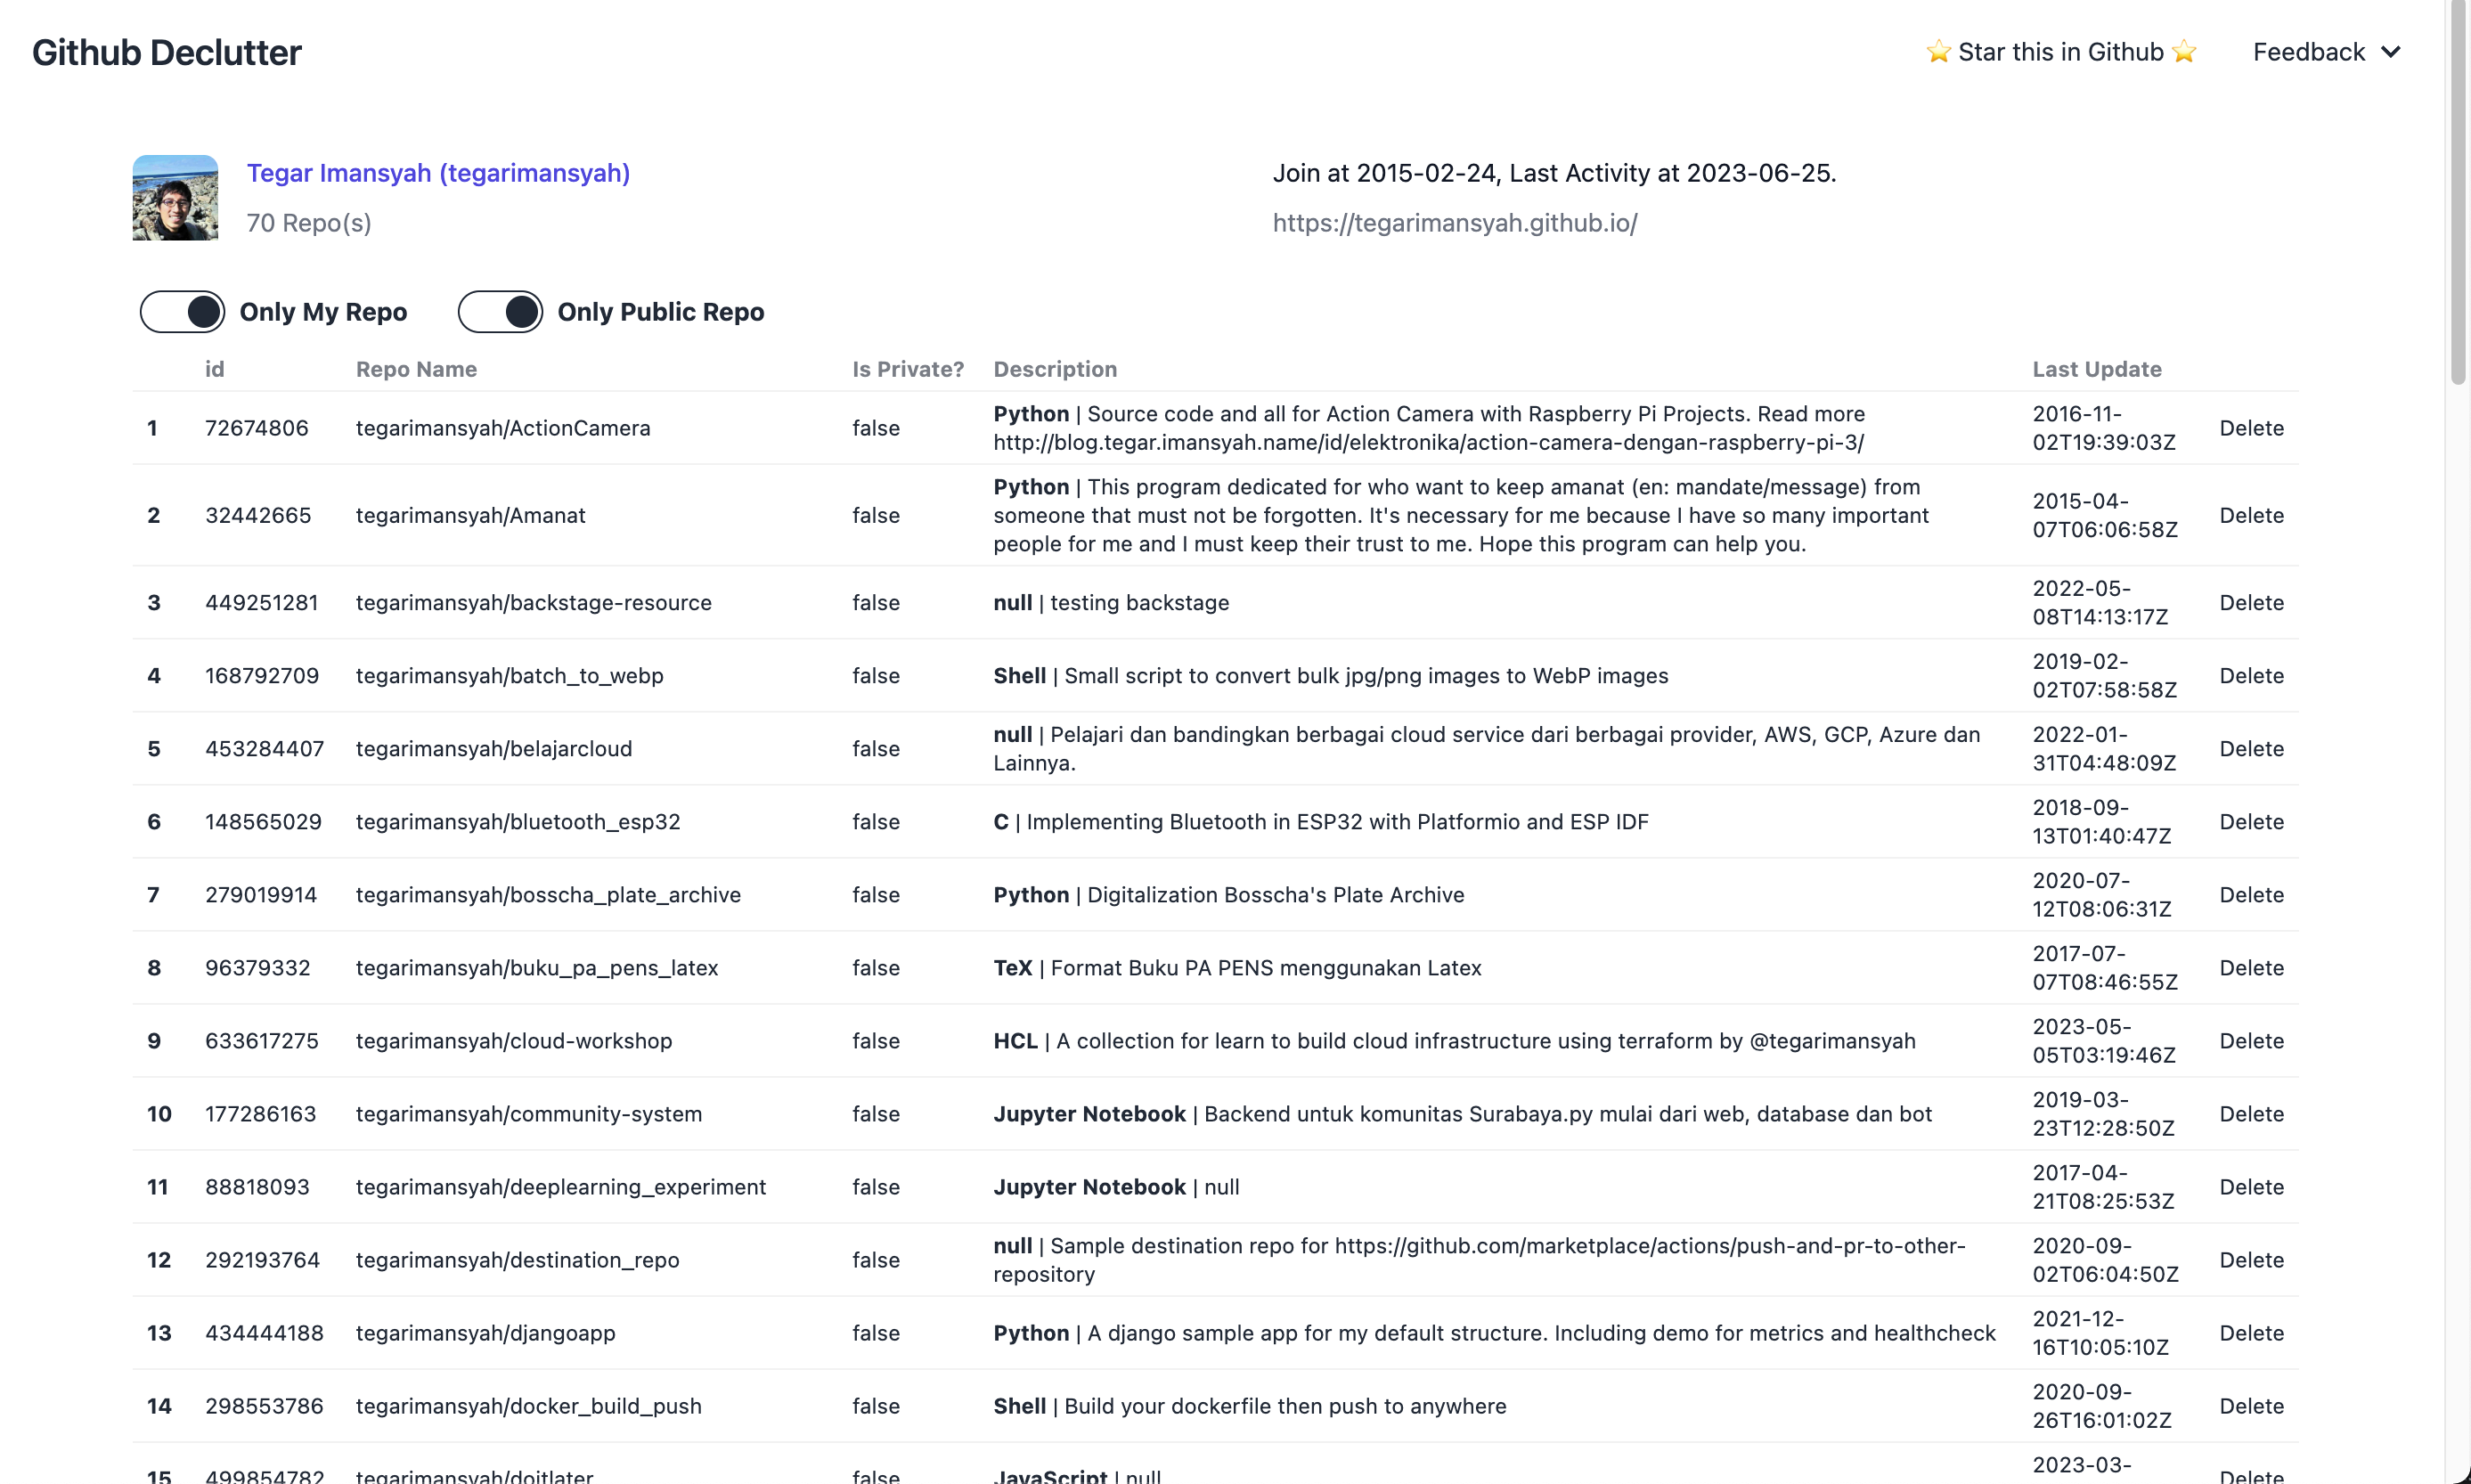 Github Declutter
⭐ Star this in Github ⭐
Feedback
Tegar Imansyah (tegarimansyah)
70 Repo(s)
Join at 2015-02-24, Last Activity at 2023-06-25.
https://tegarimansyah.github.io/
Only My Repo
Only Public Repo
id Repo Name Is Private? Description Last Update
1 72674806 tegarimansyah/ActionCamera false Python | Source code and all for Action Camera with Raspberry Pi Projects. Read more
http://blog.tegar.imansyah.name/id/elektronika/action-camera-dengan-raspberry-pi-3/
2016-11-
02T19:39:03Z
Delete
2 32442665 tegarimansyah/Amanat false Python | This program dedicated for who want to keep amanat (en: mandate/message) from
someone that must not be forgotten. It's necessary for me because I have so many important
people for me and I must keep their trust to me. Hope this program can help you.
2015-04-
07T06:06:58Z
Delete
3 449251281 tegarimansyah/backstage-resource false null | testing backstage
2022-05-
08T14:13:17Z
Delete
4 168792709 tegarimansyah/batch_to_webp false Shell | Small script to convert bulk jpg/png images to WebP images
2019-02-
02T07:58:58Z
Delete
5 453284407 tegarimansyah/belajarcloud false null | Pelajari dan bandingkan berbagai cloud service dari berbagai provider, AWS, GCP, Azure dan
Lainnya.
2022-01-
31T04:48:09Z
Delete
6 148565029 tegarimansyah/bluetooth_esp32 false C | Implementing Bluetooth in ESP32 with Platformio and ESP IDF
2018-09-
13T01:40:47Z
Delete
7 279019914 tegarimansyah/bosscha_plate_archive false Python | Digitalization Bosscha's Plate Archive
2020-07-
12T08:06:31Z
Delete
8 96379332 tegarimansyah/buku_pa_pens_latex false TeX | Format Buku PA PENS menggunakan Latex
2017-07-
07T08:46:55Z
Delete
9 633617275 tegarimansyah/cloud-workshop false HCL | A collection for learn to build cloud infrastructure using terraform by @tegarimansyah
2023-05-
05T03:19:46Z
Delete
10 177286163 tegarimansyah/community-system false Jupyter Notebook | Backend untuk komunitas Surabaya.py mulai dari web, database dan bot
2019-03-
23T12:28:50Z
Delete
11 88818093 tegarimansyah/deeplearning_experiment false Jupyter Notebook | null
2017-04-
21T08:25:53Z
Delete
12 292193764 tegarimansyah/destination_repo false null | Sample destination repo for https://github.com/marketplace/actions/push-and-pr-to-other-
repository
2020-09-
02T06:04:50Z
Delete
13 434444188 tegarimansyah/djangoapp false Python | A django sample app for my default structure. Including demo for metrics and healthcheck
2021-12-
16T10:05:10Z
Delete
14 298553786 tegarimansyah/docker_build_push false Shell | Build your dockerfile then push to anywhere
2020-09-
26T16:01:02Z
Delete
15 499854782 tegarimansyah/doitlater false JavaScript | null
2023-03-
Delete